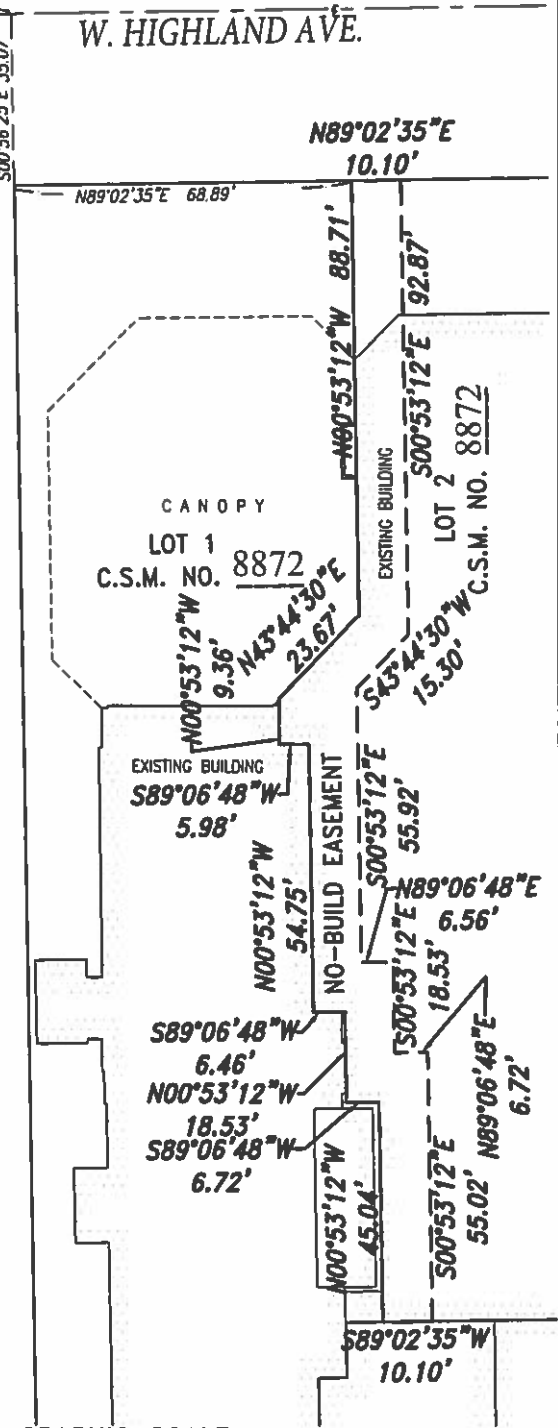 W. HIGHLAND AVE.
S00°56'25"E 35.07'
N89°02'35"E
10.10'
N89°02'35"E 68.89'
N00°53'12"W 88.71'
S00°53'12"E 92.87'
EXISTING BUILDING
LOT 2
C.S.M. NO. 8872
CANOPY
LOT 1
C.S.M. NO. 8872
N00°53'12"W
9.36'
N43°44'30"E
23.67'
S43°44'30"W
15.30'
EXISTING BUILDING
S89°06'48"W
5.98'
N00°53'12"W
54.75'
NO-BUILD EASEMENT
S00°53'12"E
55.92'
N89°06'48"E
6.56'
S00°53'12"E
18.53'
S89°06'48"W
6.46'
N00°53'12"W
18.53'
S89°06'48"W
6.72'
N89°06'48"E
6.72'
N00°53'12"W
45.04'
S00°53'12"E
55.02'
S89°02'35"W
10.10'